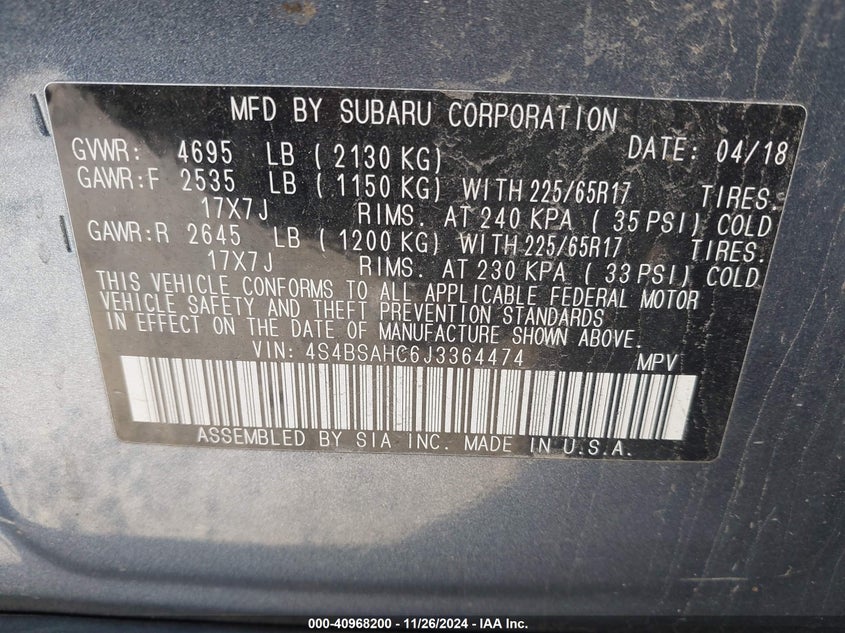 MFD BY SUBARU CORPORATION
GVWR: 4695 LB ( 2130 KG) DATE: 04/18
GAWR:F 2535 LB ( 1150 KG) WITH 225/65R17 TIRES.
17X7J RIMS. AT 240 KPA ( 35 PSI) COLD
GAWR:R 2645 LB ( 1200 KG) WITH 225/65R17 TIRES.
17X7J RIMS. AT 230 KPA ( 33 PSI) COLD
THIS VEHICLE CONFORMS TO ALL APPLICABLE FEDERAL MOTOR
VEHICLE SAFETY AND THEFT PREVENTION STANDARDS
IN EFFECT ON THE DATE OF MANUFACTURE SHOWN ABOVE.
VIN: 4S4BSAHC6J3364474 MPV
ASSEMBLED BY SIA INC. MADE IN U.S.A.
000-40968200 - 11/26/2024 - IAA Inc.